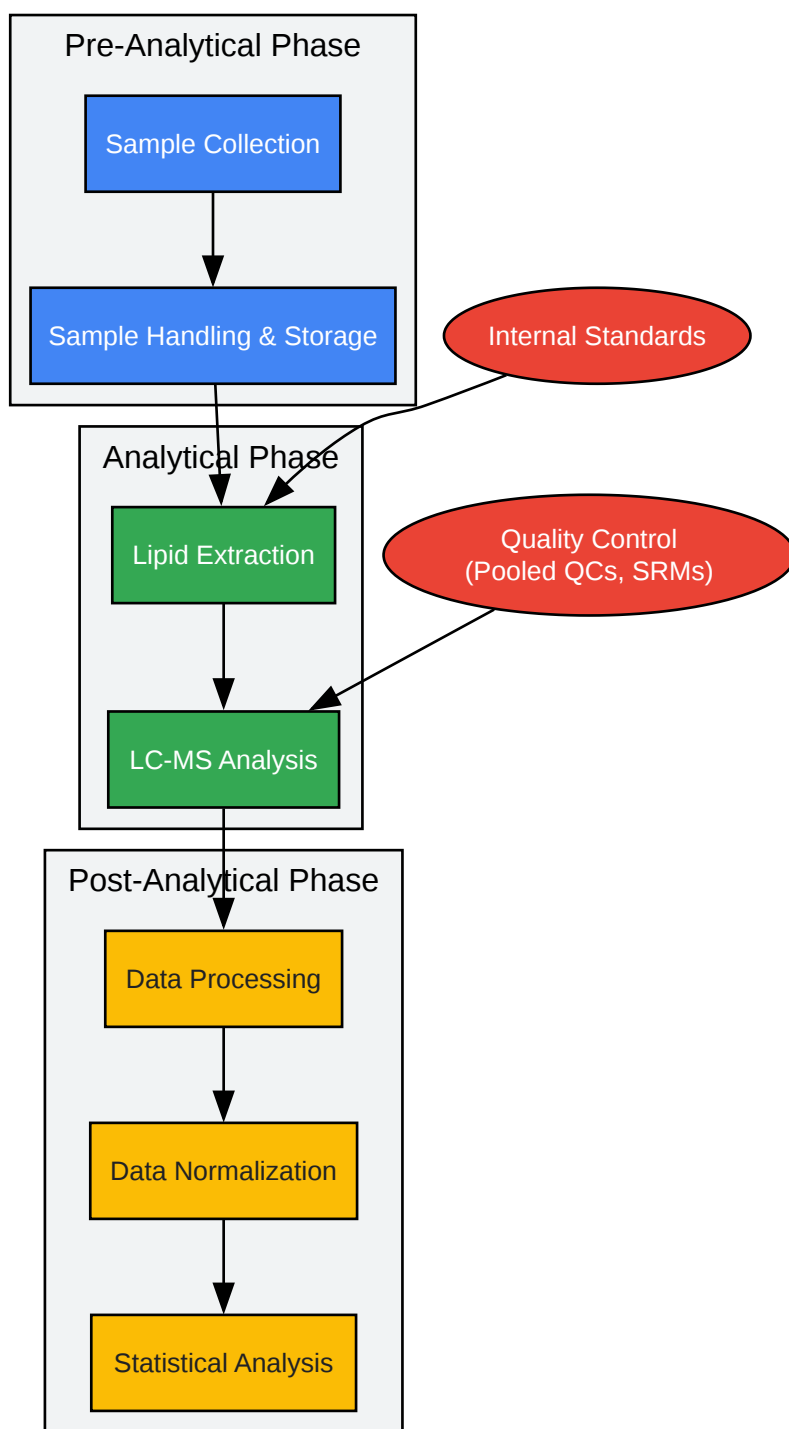 Pre-Analytical Phase
Sample Collection
Sample Handling & Storage
Internal Standards
Analytical Phase
Lipid Extraction
Quality Control
(Pooled QCs, SRMs)
LC-MS Analysis
Post-Analytical Phase
Data Processing
Data Normalization
Statistical Analysis